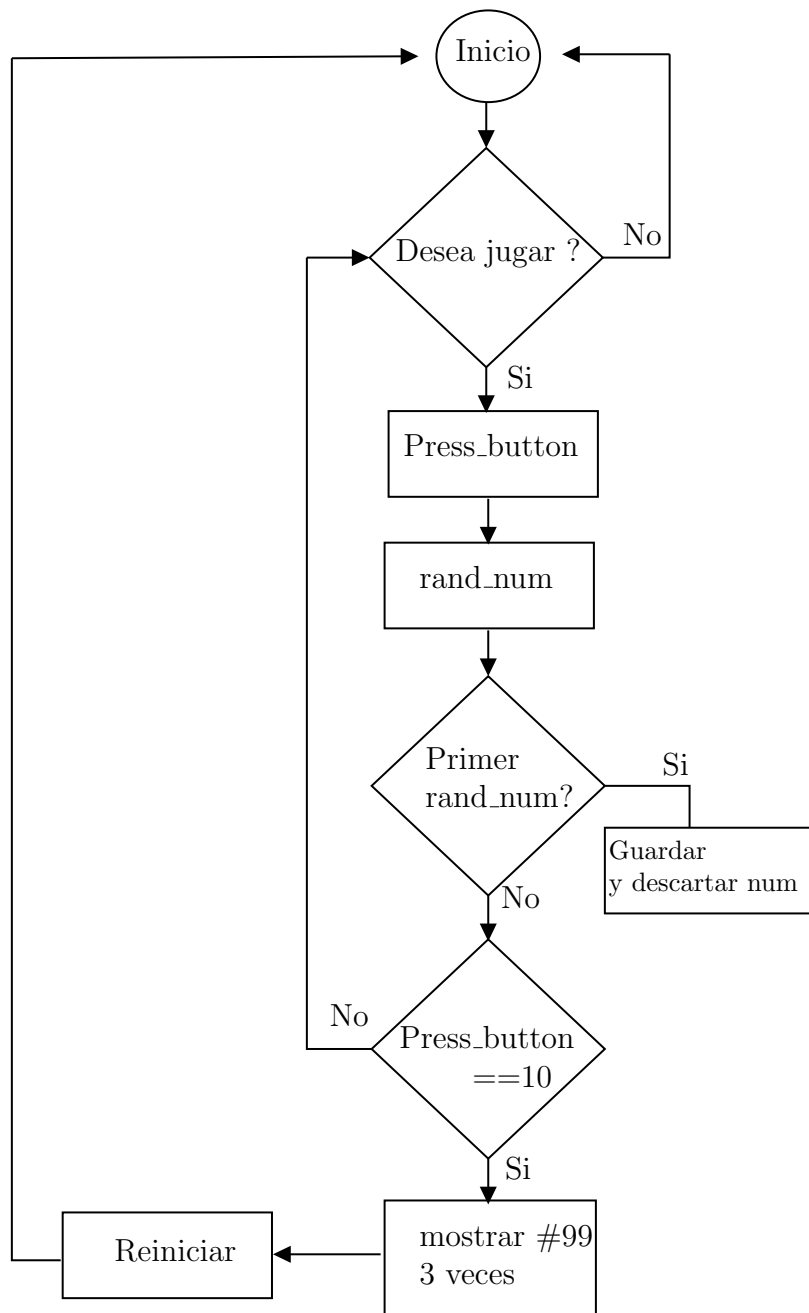 Inicio
No
Desea jugar ?
Si
Press_button
rand_num
Primer
rand_num?
Si
Guardar
y descartar num
No
No
Press_button
==10
Si
mostrar #99
3 veces
Reiniciar